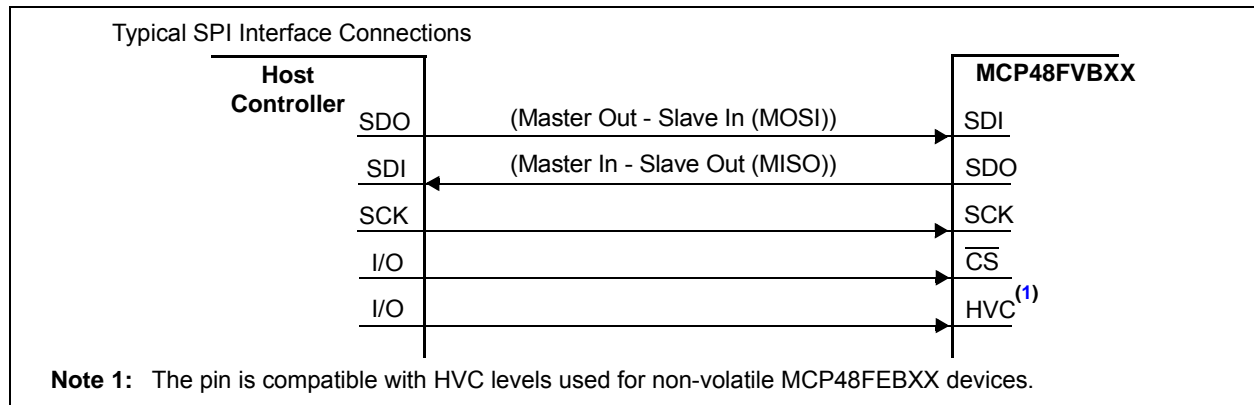 Typical SPI Interface Connections
Host
Controller
MCP48FVBXX
SDO (Master Out - Slave In (MOSI)) SDI
SDI (Master In - Slave Out (MISO)) SDO
SCK SCK
I/O CS
I/O HVC(1)
Note 1: The pin is compatible with HVC levels used for non-volatile MCP48FEBXX devices.